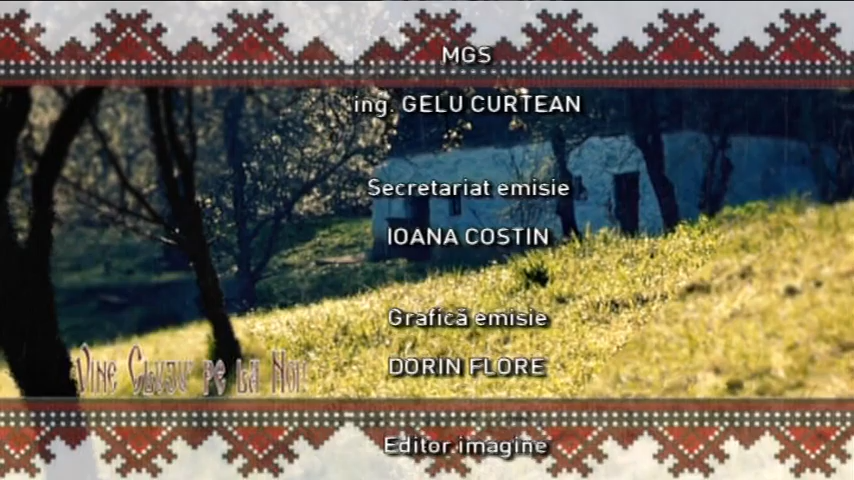 MGS
ing. GELU CURTEAN
Secretariat emisie
IOANA COSTIN
Grafică emisie
DORIN FLORE
Vine Clujul pe la Noi
Editor imagine